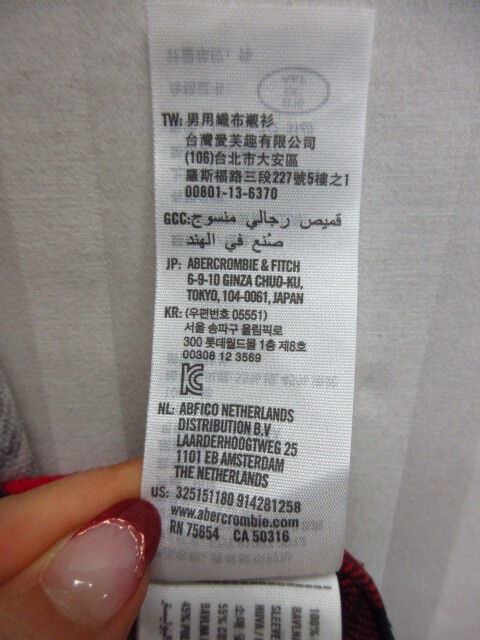 TW: 男用織布襯衫
台灣愛芙趣有限公司
(106)台北市大安區
羅斯福路三段227號5樓之1
00801-13-6370
GCC: قميص رجالي منسوج
صُنع في الهند
JP: ABERCROMBIE & FITCH
6-9-10 GINZA CHUO-KU,
TOKYO, 104-0061, JAPAN
KR: (우편번호 05551)
서울 송파구 올림픽로
300 롯데월드몰 1층 제8호
00308 12 3569
NL: ABFICO NETHERLANDS
DISTRIBUTION B.V
LAARDERHOOGTWEG 25
1101 EB AMSTERDAM
THE NETHERLANDS
US: 325151180 914281258
www.abercrombie.com
RN 75654 CA 50316
100%
SLEEVE